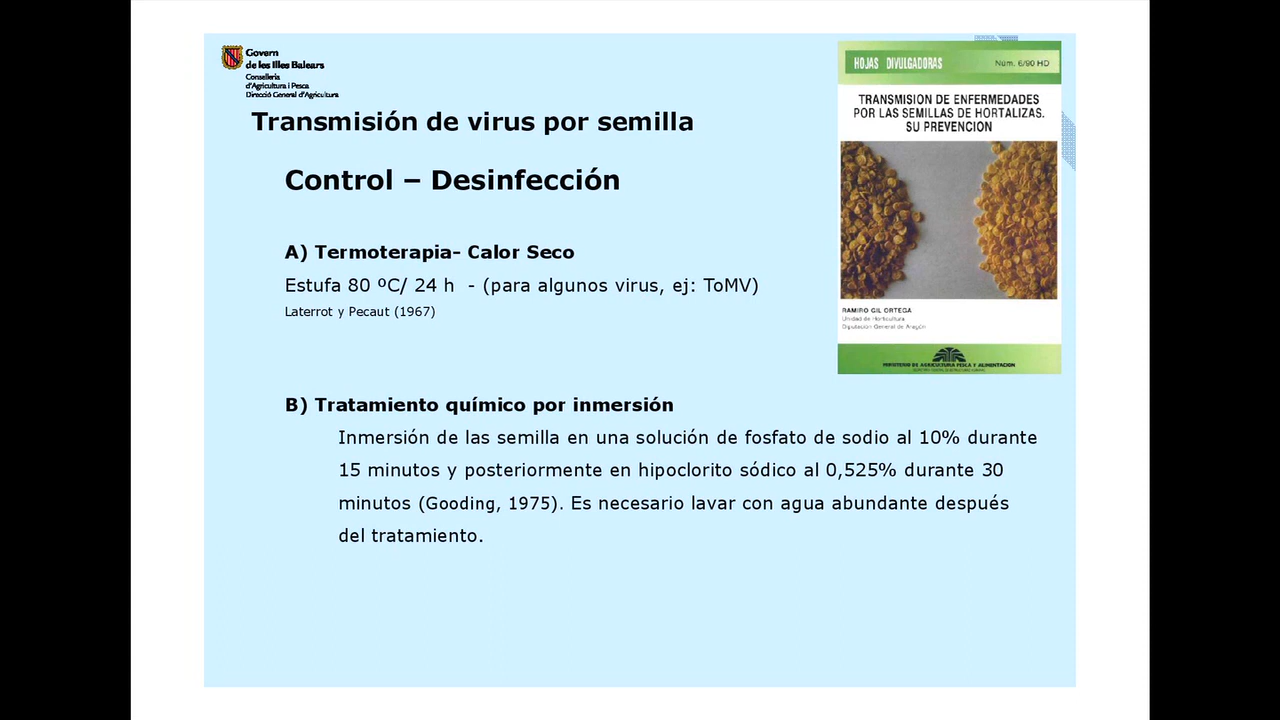 Govern
de les Illes Balears
Conselleria
d'Agricultura i Pesca
Direcció General d'Agricultura
Transmisión de virus por semilla
Control – Desinfección
A) Termoterapia- Calor Seco
Estufa 80 ºC/ 24 h - (para algunos virus, ej: ToMV)
Laterrot y Pecaut (1967)
B) Tratamiento químico por inmersión
Inmersión de las semilla en una solución de fosfato de sodio al 10% durante
15 minutos y posteriormente en hipoclorito sódico al 0,525% durante 30
minutos (Gooding, 1975). Es necesario lavar con agua abundante después
del tratamiento.
HOJAS DIVULGADORAS
Núm. 6/90 HD
TRANSMISION DE ENFERMEDADES
POR LAS SEMILLAS DE HORTALIZAS.
SU PREVENCION
RAMIRO GIL ORTEGA
Unidad de Horticultura
Diputación General de Aragón
MINISTERIO DE AGRICULTURA PESCA Y ALIMENTACION